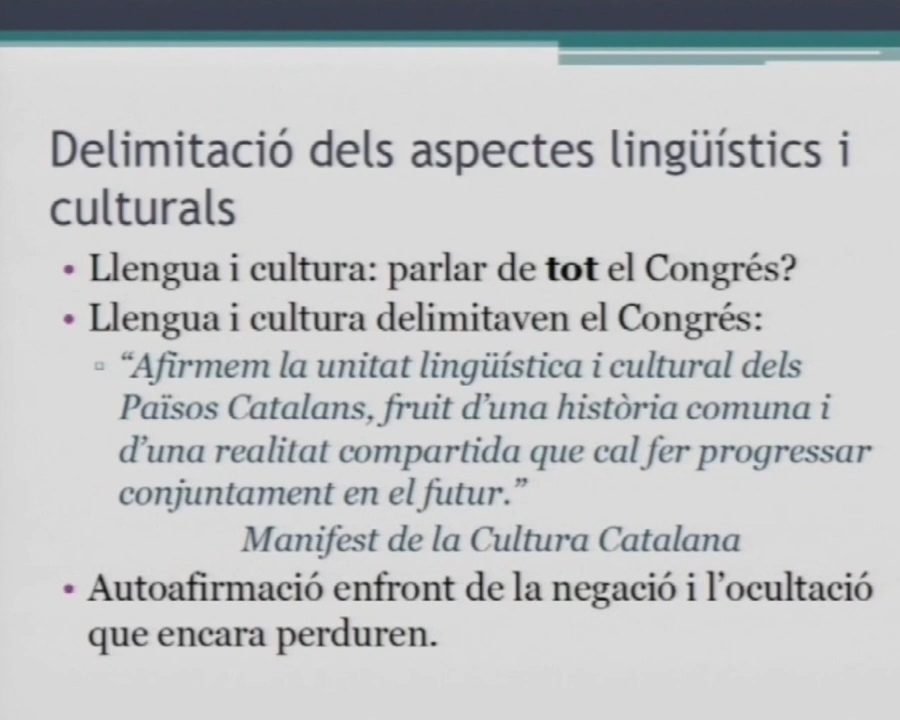 Delimitació dels aspectes lingüístics i
culturals
• Llengua i cultura: parlar de tot el Congrés?
• Llengua i cultura delimitaven el Congrés:
▫ “Afirmem la unitat lingüística i cultural dels
Països Catalans, fruit d’una història comuna i
d’una realitat compartida que cal fer progressar
conjuntament en el futur.”
Manifest de la Cultura Catalana
• Autoafirmació enfront de la negació i l’ocultació
que encara perduren.